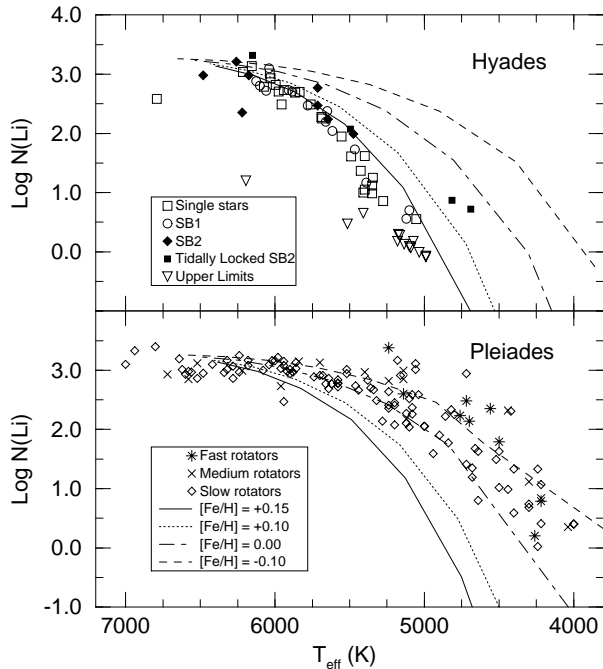 Hyades
4.0
3.0
2.0
1.0
0.0
Log N(Li)
Single stars
SB1
SB2
Tidally Locked SB2
Upper Limits
Pleiades
3.0
2.0
1.0
0.0
-1.0
Log N(Li)
Fast rotators
Medium rotators
Slow rotators
[Fe/H] = +0.15
[Fe/H] = +0.10
[Fe/H] = 0.00
[Fe/H] = -0.10
7000 6000 5000 4000
T_eff (K)